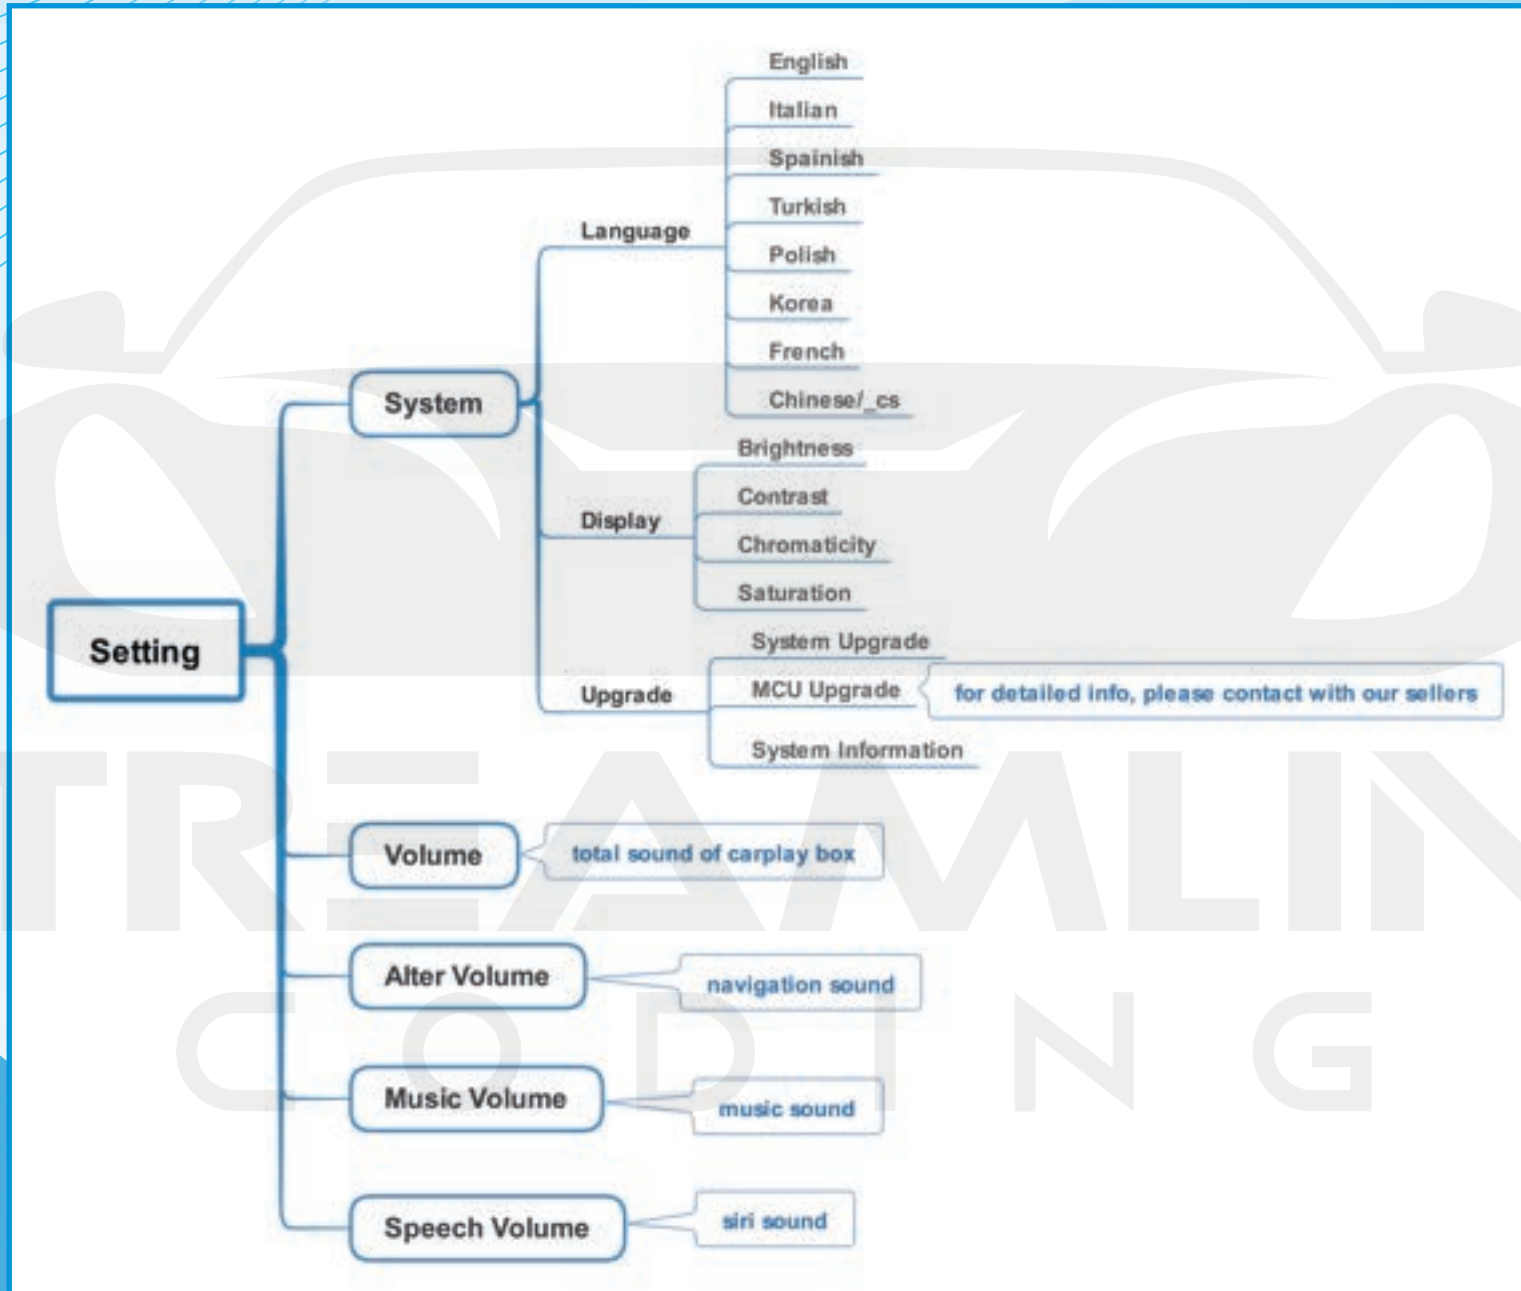 English
Italian
Spainish
Turkish
Language
Polish
Korea
French
Chinese/_cs
System
Brightness
Contrast
Display
Chromaticity
Saturation
Setting
System Upgrade
MCU Upgrade
for detailed info, please contact with our sellers
Upgrade
System Information
Volume
total sound of carplay box
Alter Volume
navigation sound
Music Volume
music sound
Speech Volume
siri sound
TREAMLIN
CODING